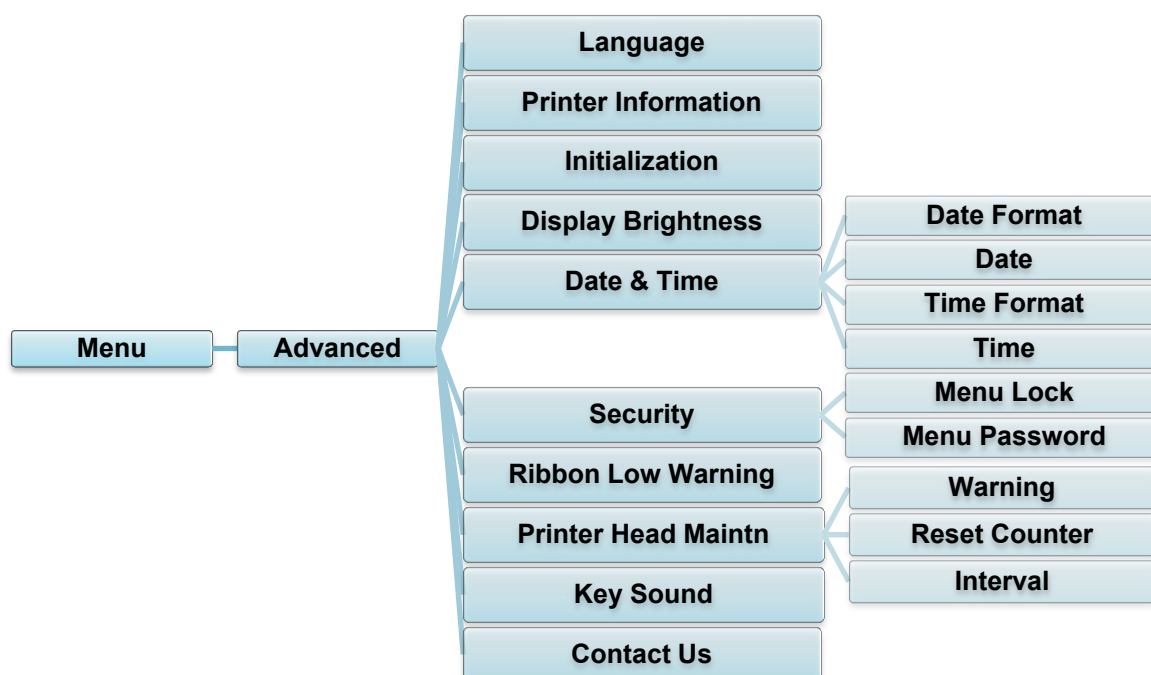 Menu
Advanced
Language
Printer Information
Initialization
Display Brightness
Date & Time
Date Format
Date
Time Format
Time
Security
Menu Lock
Menu Password
Ribbon Low Warning
Printer Head Maintn
Warning
Reset Counter
Interval
Key Sound
Contact Us